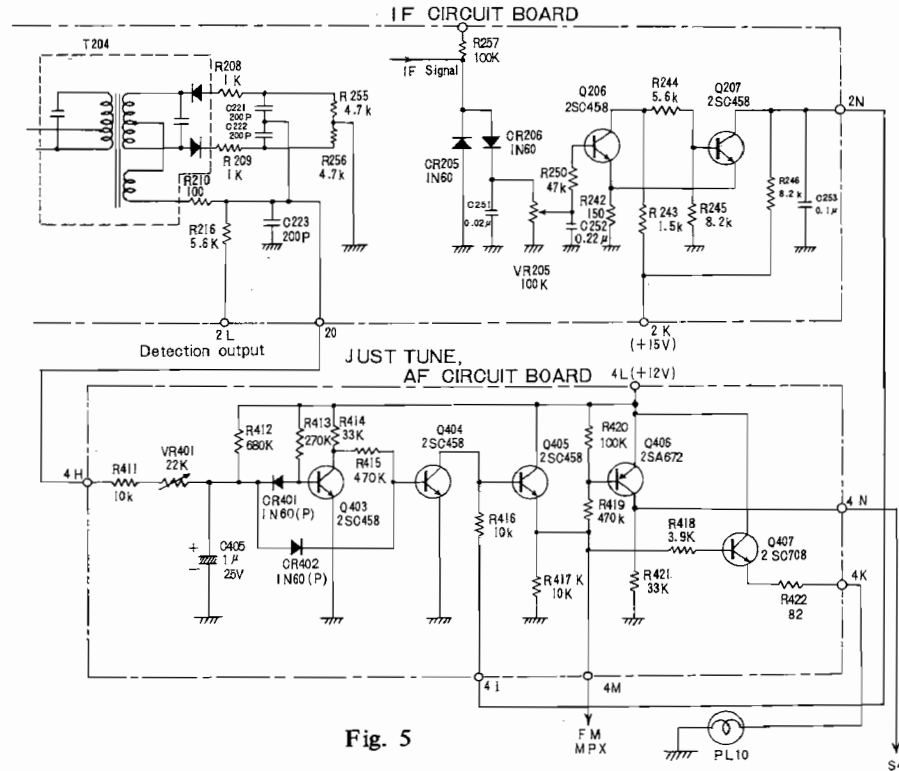 IF CIRCUIT BOARD
T204
R208
1K
C221
200P
C222
200P
R255
4.7k
R256
4.7k
R209
1K
R210
100
R216
5.6K
C223
200P
2L
20
Detection output
R257
100K
IF Signal
CR205
1N60
CR206
1N60
C251
0.02μ
VR205
100K
R250
47k
C252
0.22μ
Q206
2SC458
R242
150
R243
1.5k
R244
5.6k
R245
8.2k
Q207
2SC458
R246
8.2k
C253
0.1μ
2N
2K
(+15V)
JUST TUNE,
AF CIRCUIT BOARD
4L(+12V)
4H
R411
10k
VR401
22K
R412
680K
R413
270K
R414
33K
R415
470K
CR401
1N60(P)
CR402
1N60(P)
+
−
C405
1μ
25V
Q403
2SC458
Q404
2SC458
R416
10k
Q405
2SC458
R417 K
10K
R420
100K
R419
470k
Q406
2SA672
R418
3.9K
R421
33K
Q407
2SC708
R422
82
4N
4K
4i
4M
FM
MPX
PL10
S4
Fig. 5